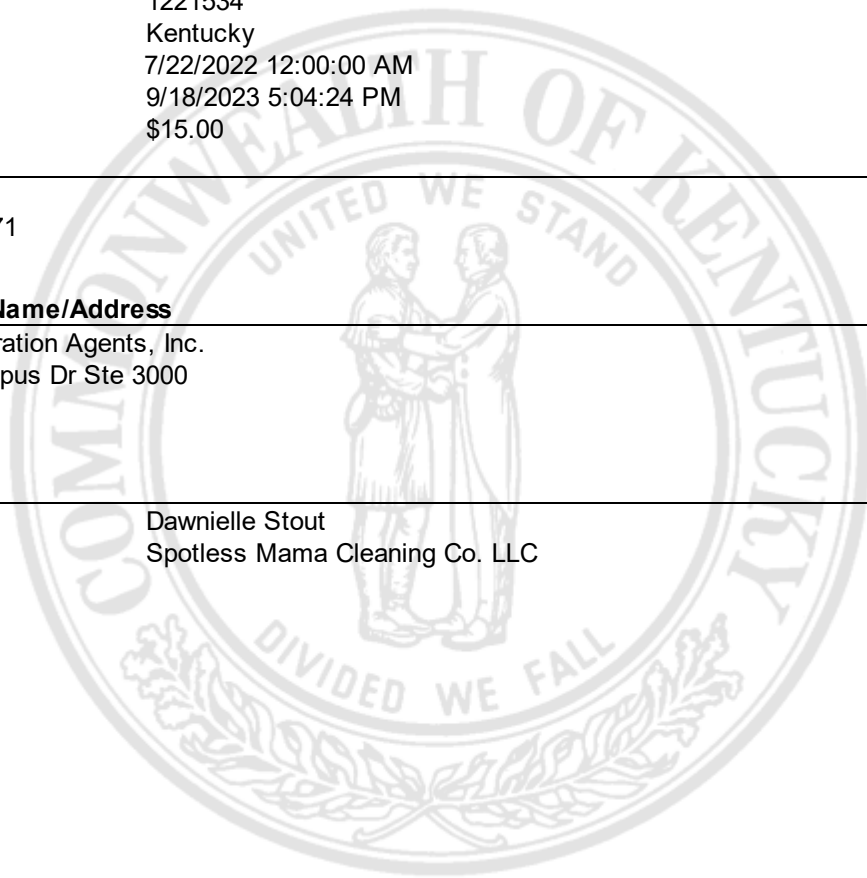 1221534
Kentucky
7/22/2022 12:00:00 AM
9/18/2023 5:04:24 PM
$15.00
71
Name/Address
ration Agents, Inc.
pus Dr Ste 3000
Dawnielle Stout
Spotless Mama Cleaning Co. LLC
COMMONWEALTH OF KENTUCKY
UNITED WE STAND
DIVIDED WE FALL